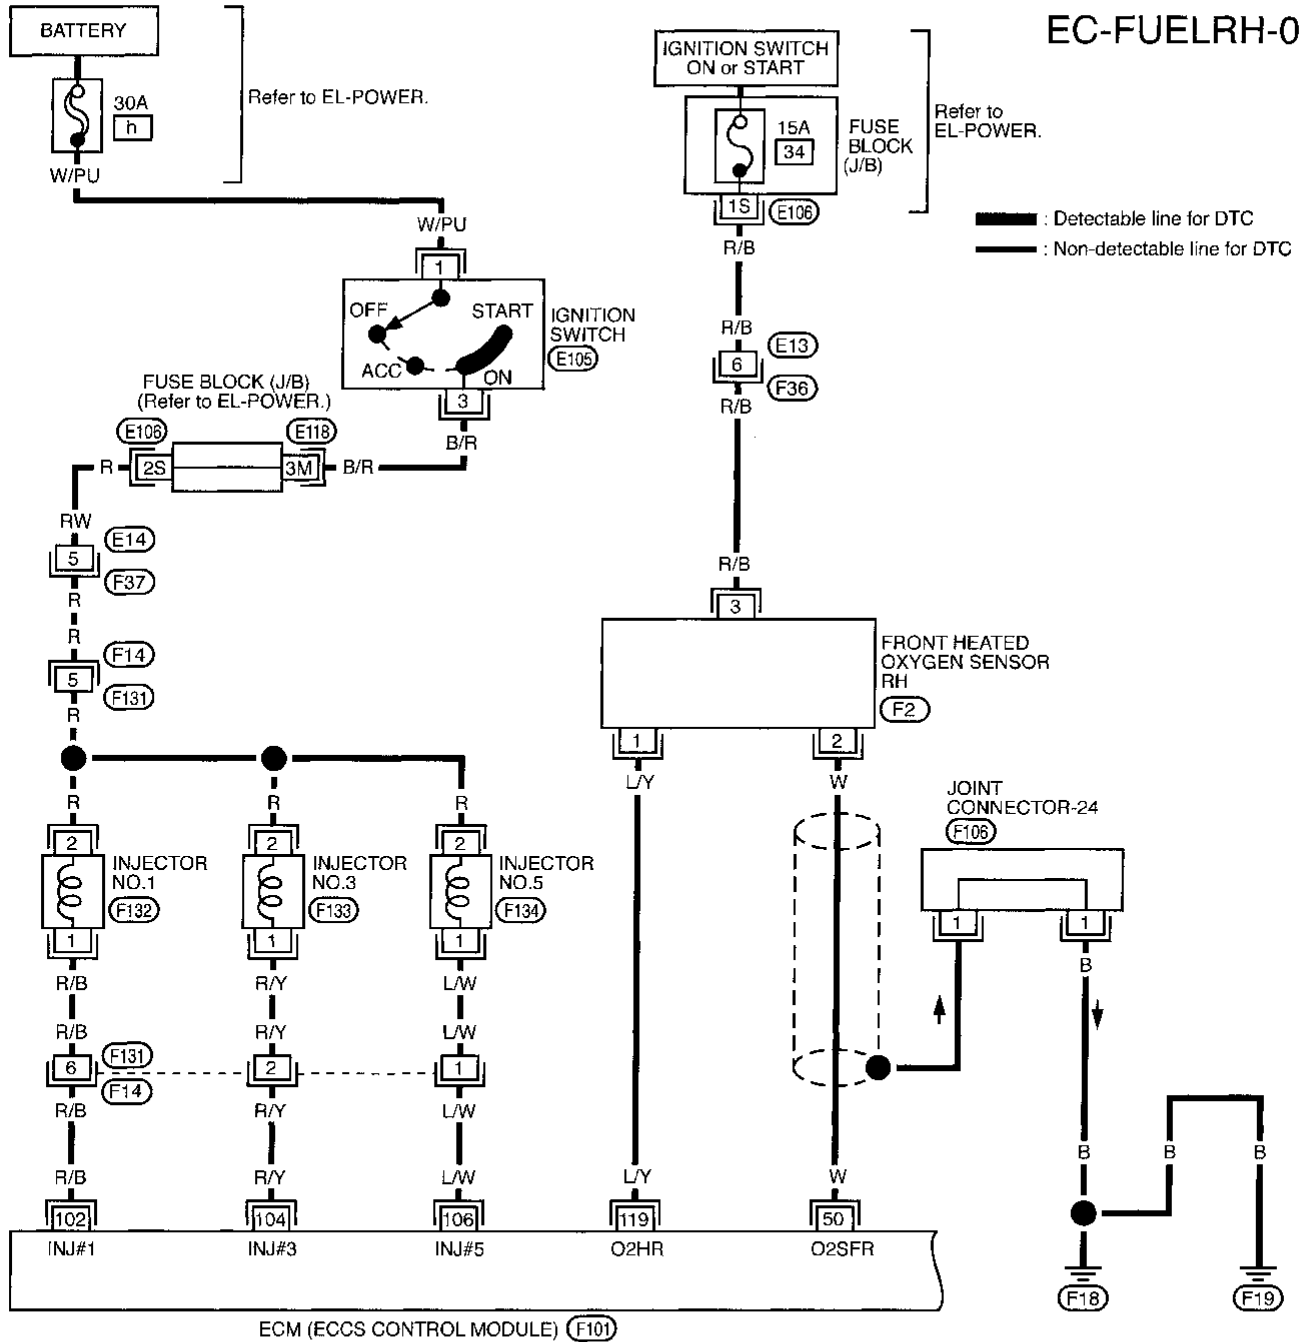 EC-FUELRH-0
BATTERY
30A
h
Refer to EL-POWER.
W/PU
W/PU
1
OFF
START
ACC
ON
IGNITION
SWITCH
E105
3
B/R
FUSE BLOCK (J/B)
(Refer to EL-POWER.)
E106
E118
R
2S
3M
B/R
RW
5
E14
F37
R
R
F14
5
F131
R
IGNITION SWITCH
ON or START
15A
34
FUSE
BLOCK
(J/B)
Refer to
EL-POWER.
1S
E106
R/B
: Detectable line for DTC
: Non-detectable line for DTC
R/B
6
E13
F36
R/B
R/B
3
FRONT HEATED
OXYGEN SENSOR
RH
F2
1
2
L/Y
W
R
R
R
2
2
2
INJECTOR
NO.1
F132
INJECTOR
NO.3
F133
INJECTOR
NO.5
F134
1
1
1
R/B
R/Y
L/W
R/B
R/Y
L/W
6
F131
F14
2
1
R/B
R/Y
L/W
JOINT
CONNECTOR-24
F106
1
1
B
R/B
R/Y
L/W
L/Y
W
B
B
B
102
104
106
119
50
INJ#1
INJ#3
INJ#5
O2HR
O2SFR
F18
F19
ECM (ECCS CONTROL MODULE)
F101